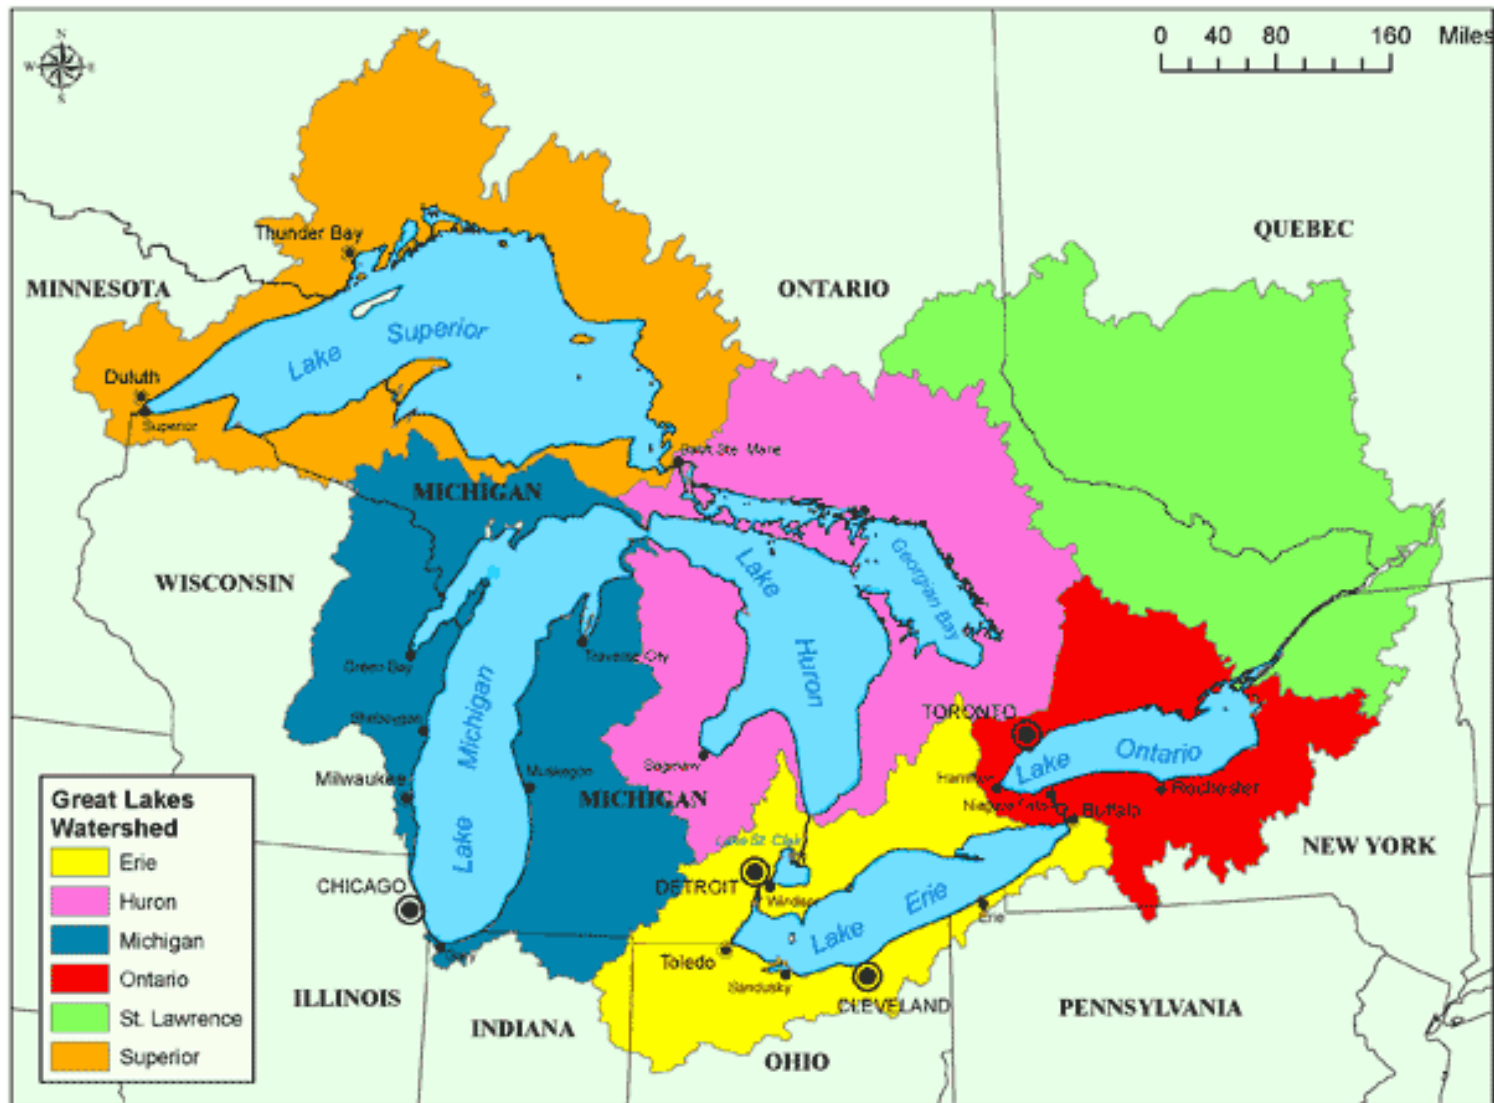 N
W
E
S
0 40 80 160 Miles
QUEBEC
Thunder Bay
MINNESOTA
ONTARIO
Lake Superior
Duluth
Superior
Sault Ste. Marie
MICHIGAN
WISCONSIN
Lake Huron
Georgian Bay
Green Bay
Traverse City
Lake Michigan
Sheboygan
TORONTO
Lake Ontario
Saginaw
Milwaukee
Muskegon
MICHIGAN
Hamilton
Niagara Falls
Rochester
Buffalo
NEW YORK
Lake St. Clair
CHICAGO
DETROIT
Windsor
Lake Erie
Erie
Gary
Toledo
Sandusky
CLEVELAND
ILLINOIS
INDIANA
OHIO
PENNSYLVANIA
Great Lakes
Watershed
Erie
Huron
Michigan
Ontario
St. Lawrence
Superior